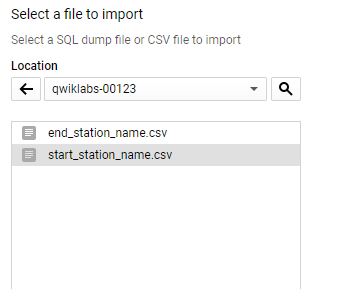 Select a file to import
Select a SQL dump file or CSV file to import
Location
qwiklabs-00123
end_station_name.csv
start_station_name.csv